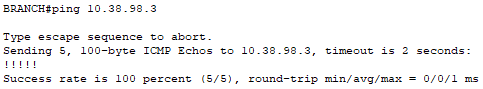 BRANCH#ping 10.38.98.3
Type escape sequence to abort.
Sending 5, 100-byte ICMP Echos to 10.38.98.3, timeout is 2 seconds:
!!!!!
Success rate is 100 percent (5/5), round-trip min/avg/max = 0/0/1 ms